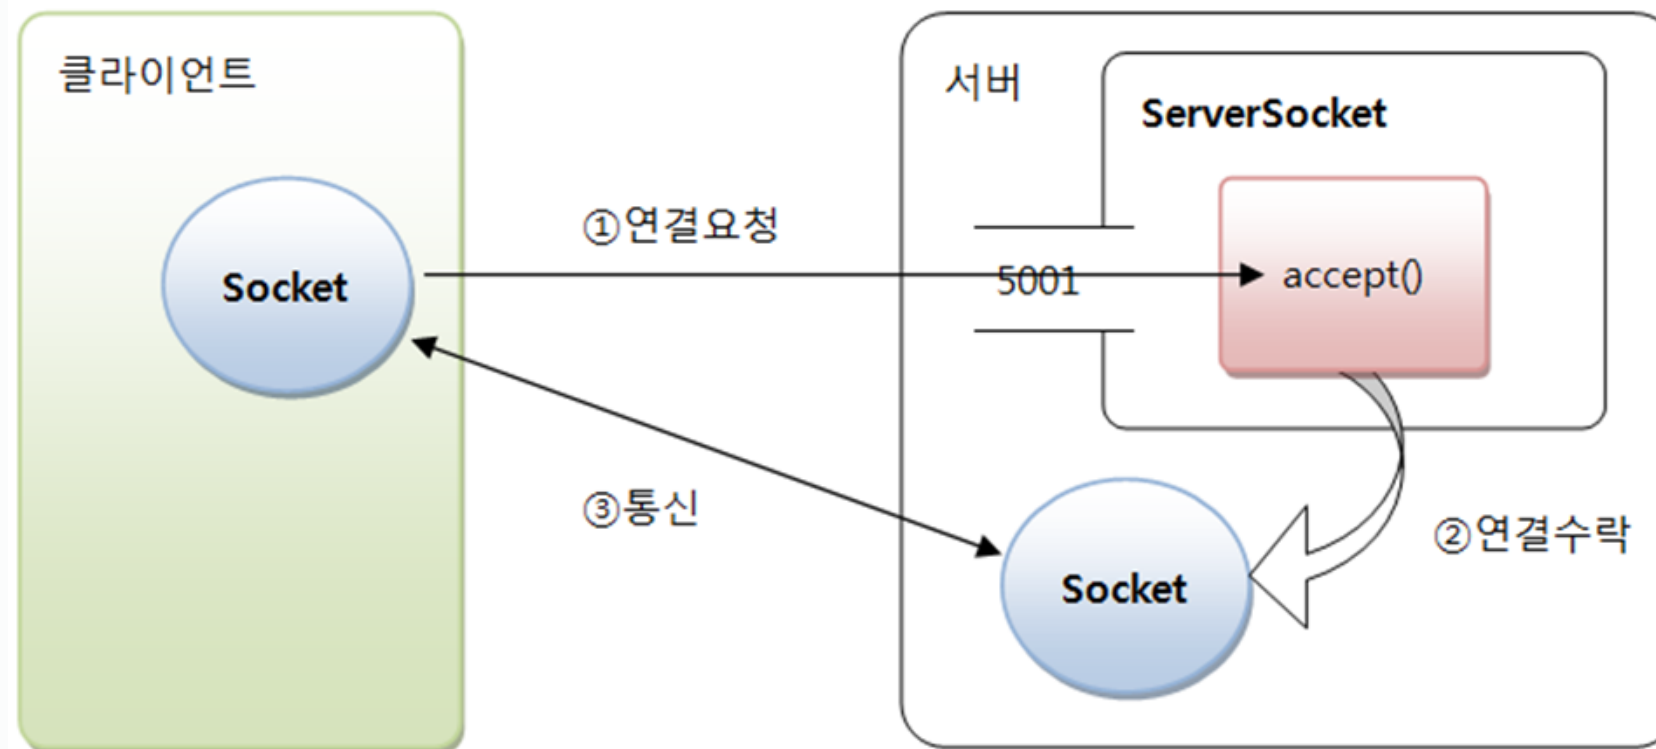 클라이언트
서버
ServerSocket
①연결요청
Socket
5001
accept()
③통신
②연결수락
Socket